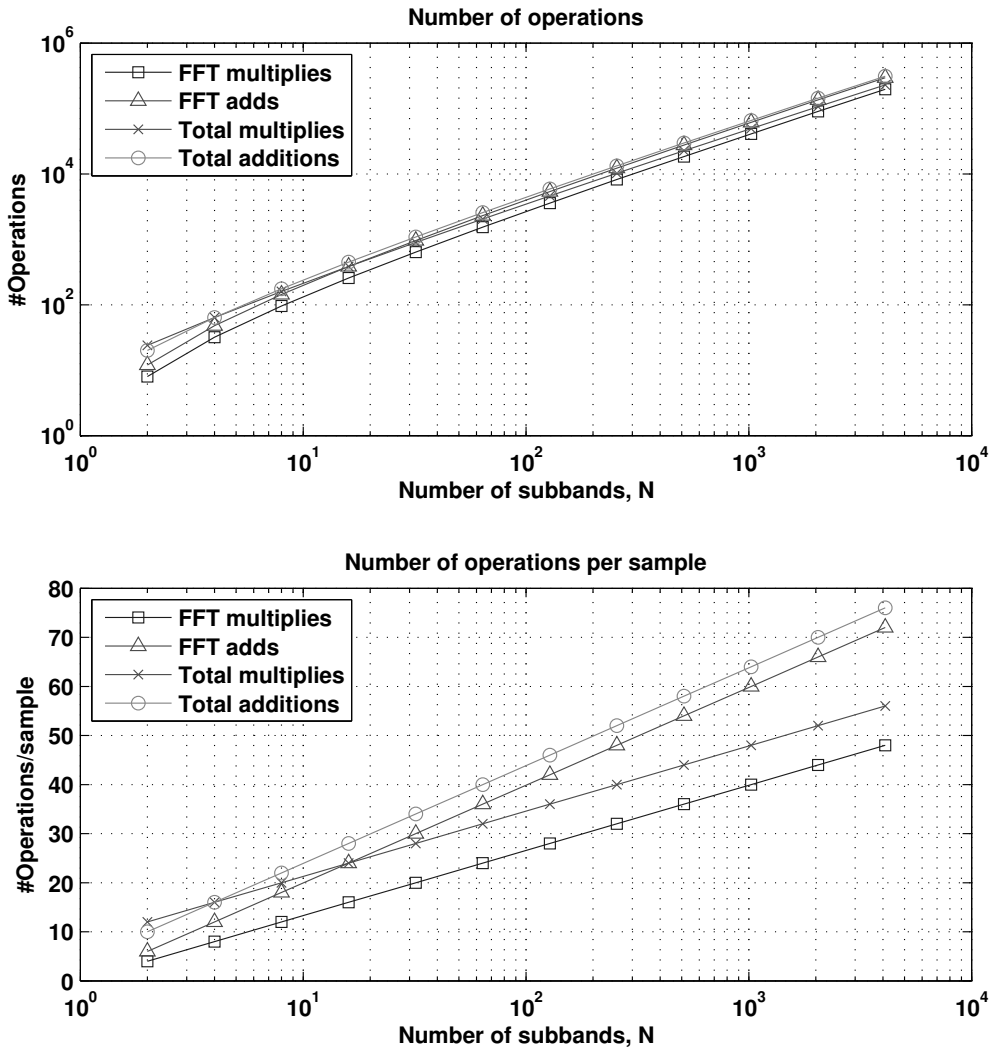 Number of operations
10^6
10^4
10^2
10^0
#Operations
FFT multiplies
FFT adds
Total multiplies
Total additions
10^0
10^1
10^2
10^3
10^4
Number of subbands, N
Number of operations per sample
80
70
60
50
40
30
20
10
0
#Operations/sample
FFT multiplies
FFT adds
Total multiplies
Total additions
10^0
10^1
10^2
10^3
10^4
Number of subbands, N